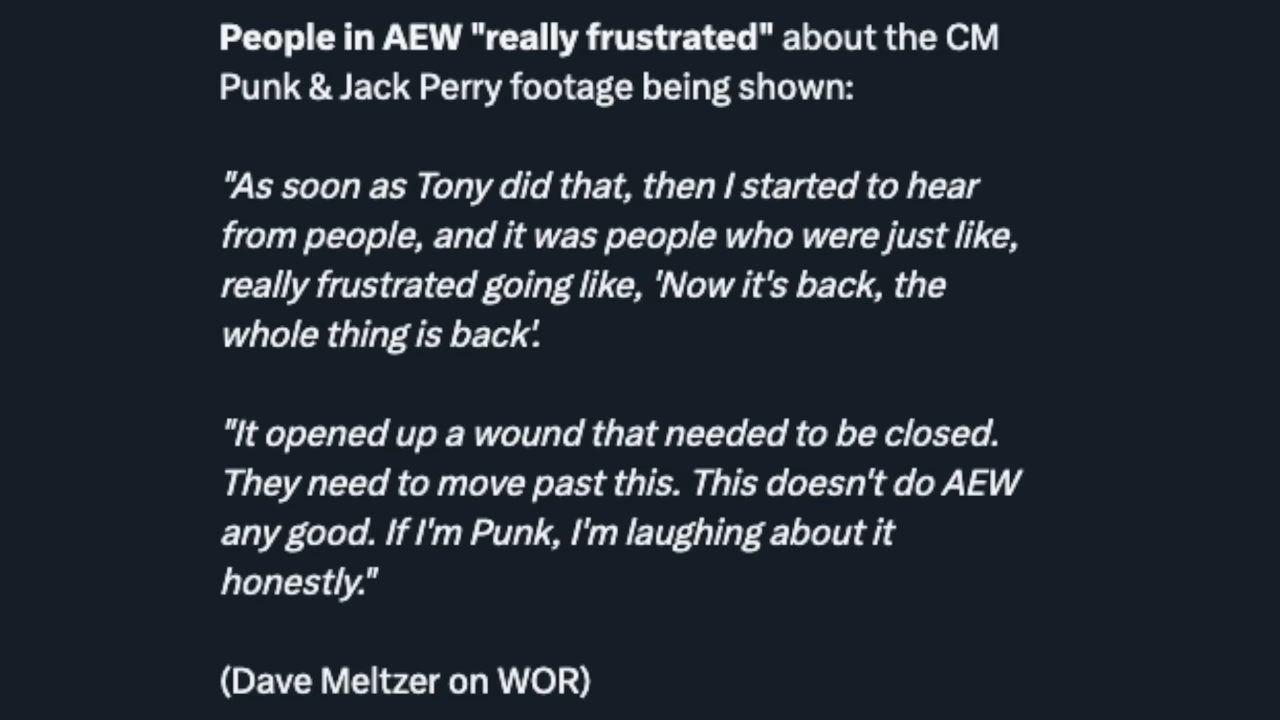 People in AEW "really frustrated" about the CM
Punk & Jack Perry footage being shown:
"As soon as Tony did that, then I started to hear
from people, and it was people who were just like,
really frustrated going like, 'Now it's back, the
whole thing is back'.
"It opened up a wound that needed to be closed.
They need to move past this. This doesn't do AEW
any good. If I'm Punk, I'm laughing about it
honestly."
(Dave Meltzer on WOR)